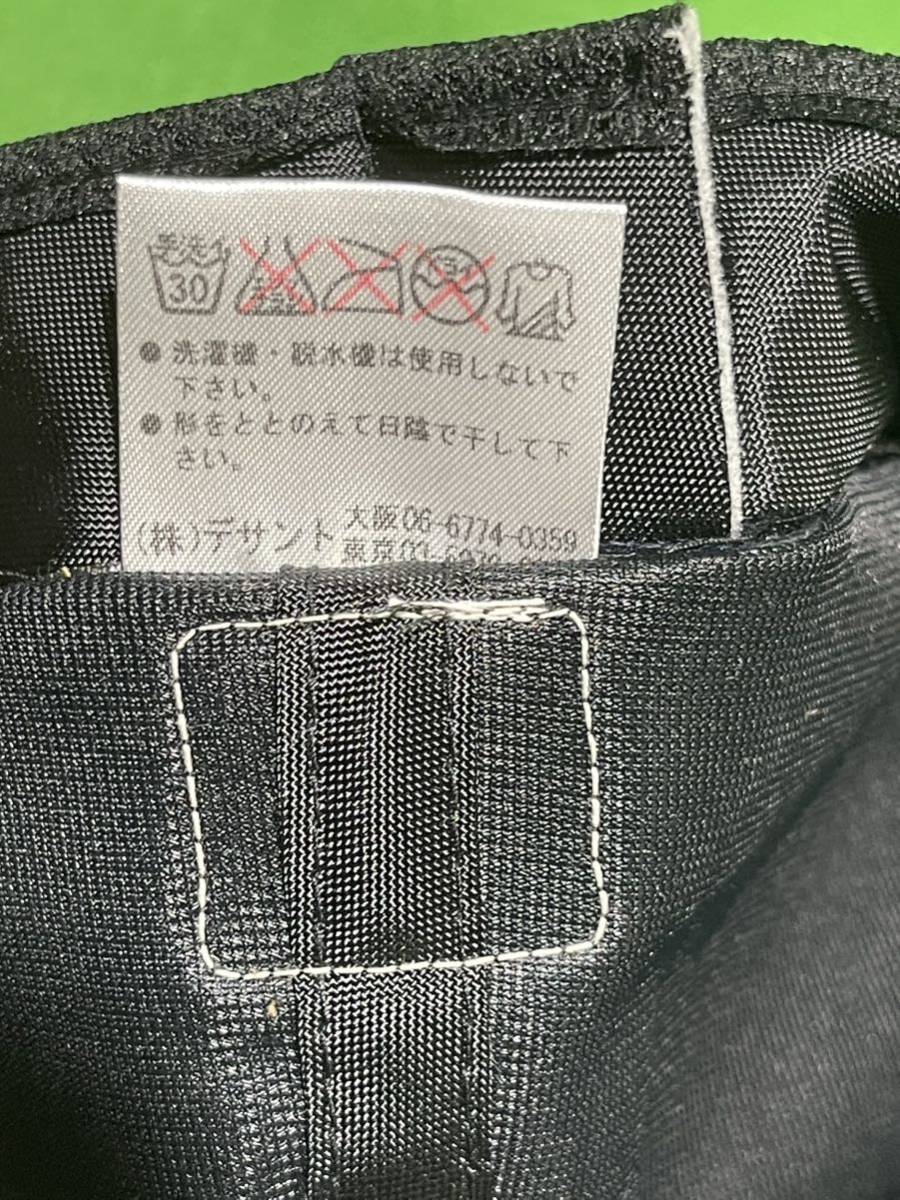 手洗イ
30
● 洗濯機・脱水機は使用しないで
下さい。
● 形をととのえて日陰で干して下
さい。
(株)デサント 大阪06-6774-0359
東京03-